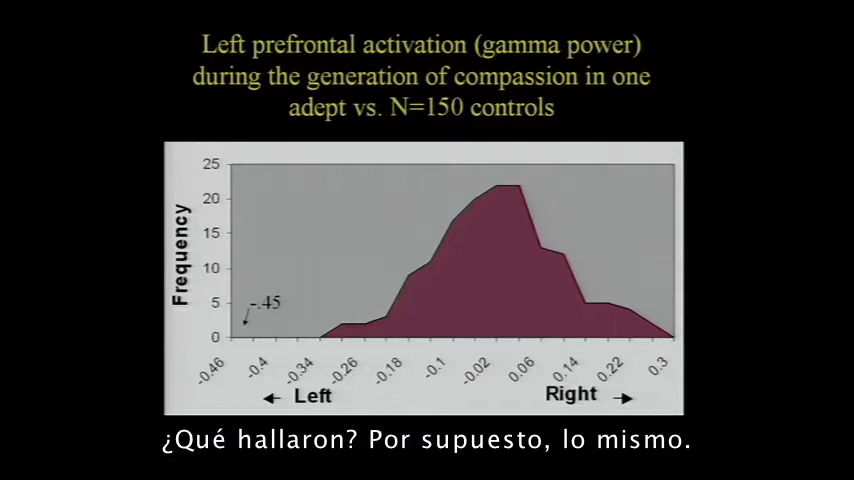 Left prefrontal activation (gamma power)
during the generation of compassion in one
adept vs. N=150 controls
25
20
15
10
5
0
Frequency
-.45
-0.46
-0.4
-0.34
-0.26
-0.18
-0.1
-0.02
0.06
0.14
0.22
0.3
Left
Right
¿Qué hallaron? Por supuesto, lo mismo.